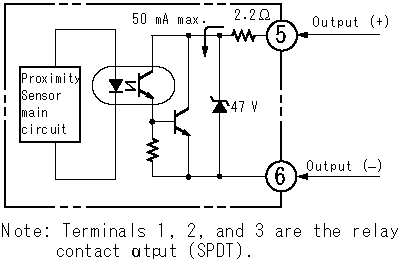 50 mA max.
2.2Ω
5
Output (+)
Proximity
Sensor
main
circuit
47 V
6
Output (−)
Note: Terminals 1, 2, and 3 are the relay
contact αtput (SPDT).